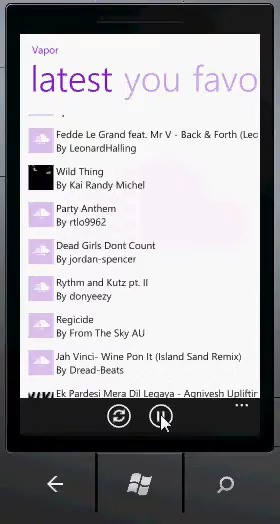 Vapor
latest you favo
Fedde Le Grand feat. Mr V - Back & Forth (Leo
By LeonardHalling
Wild Thing
By Kai Randy Michel
Party Anthem
By rtlo9962
Dead Girls Dont Count
By jordan-spencer
Rythm and Kutz pt. II
By donyeezy
Regicide
By From The Sky AU
Jah Vinci- Wine Pon It (Island Sand Remix)
By Dread-Beats
Ek Pardesi Mera Dil Legaya - Agnivesh Upliftir